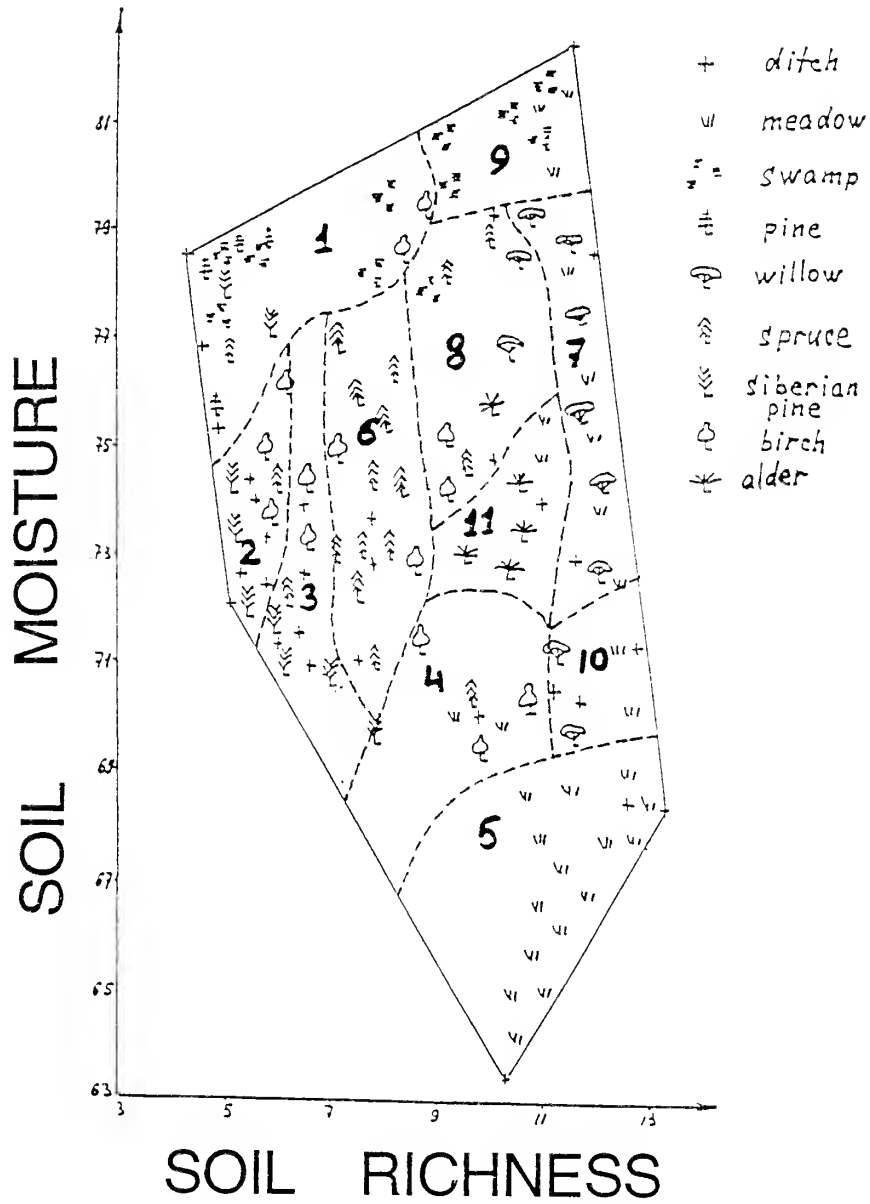 ditch
meadow
swamp
pine
willow
spruce
siberian
pine
birch
alder
81
79
77
75
73
71
69
67
65
63
3 5 7 9 11 13
1
9
8
7
6
11
2
3
4
10
5
SOIL MOISTURE
SOIL RICHNESS